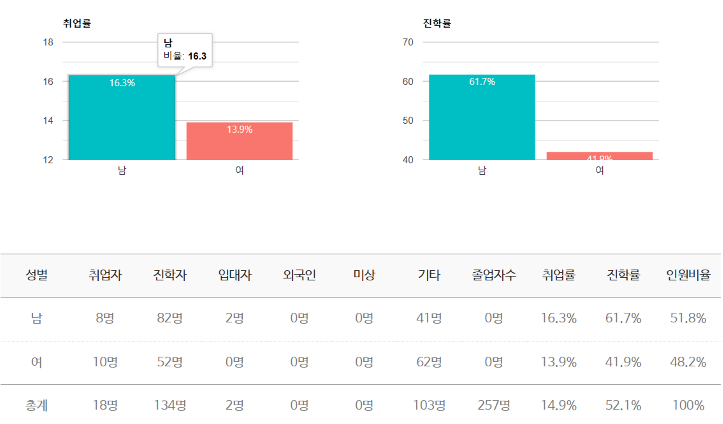 취업률
18
16
14
12
남
비율: 16.3
16.3%
13.9%
남
여
진학률
70
60
50
40
61.7%
41.9%
남
여
성별 취업자 진학자 입대자 외국인 미상 기타 졸업자수 취업률 진학률 인원비율
남 8명 82명 2명 0명 0명 41명 0명 16.3% 61.7% 51.8%
여 10명 52명 0명 0명 0명 62명 0명 13.9% 41.9% 48.2%
총계 18명 134명 2명 0명 0명 103명 257명 14.9% 52.1% 100%